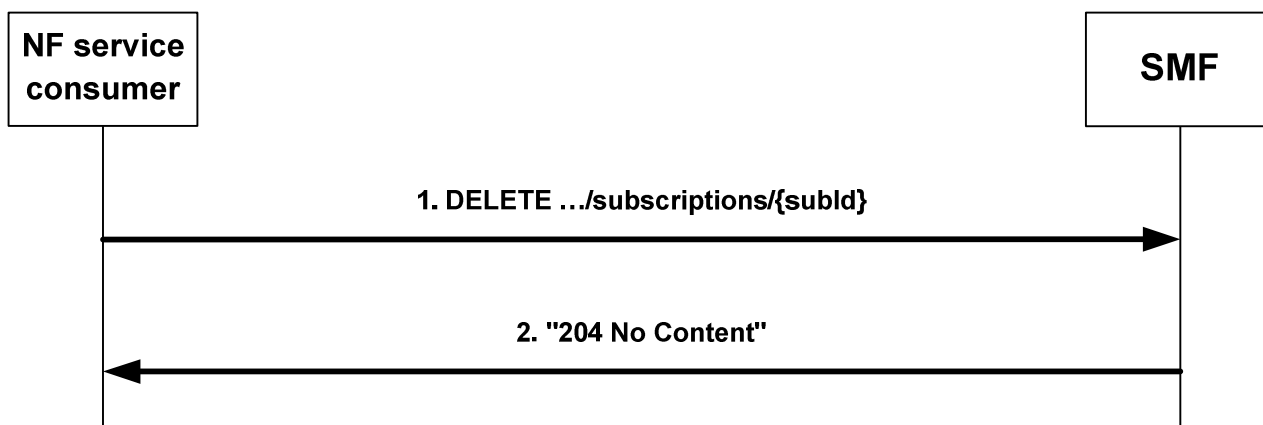 NF service
consumer
SMF
1. DELETE …/subscriptions/{subId}
2. "204 No Content"